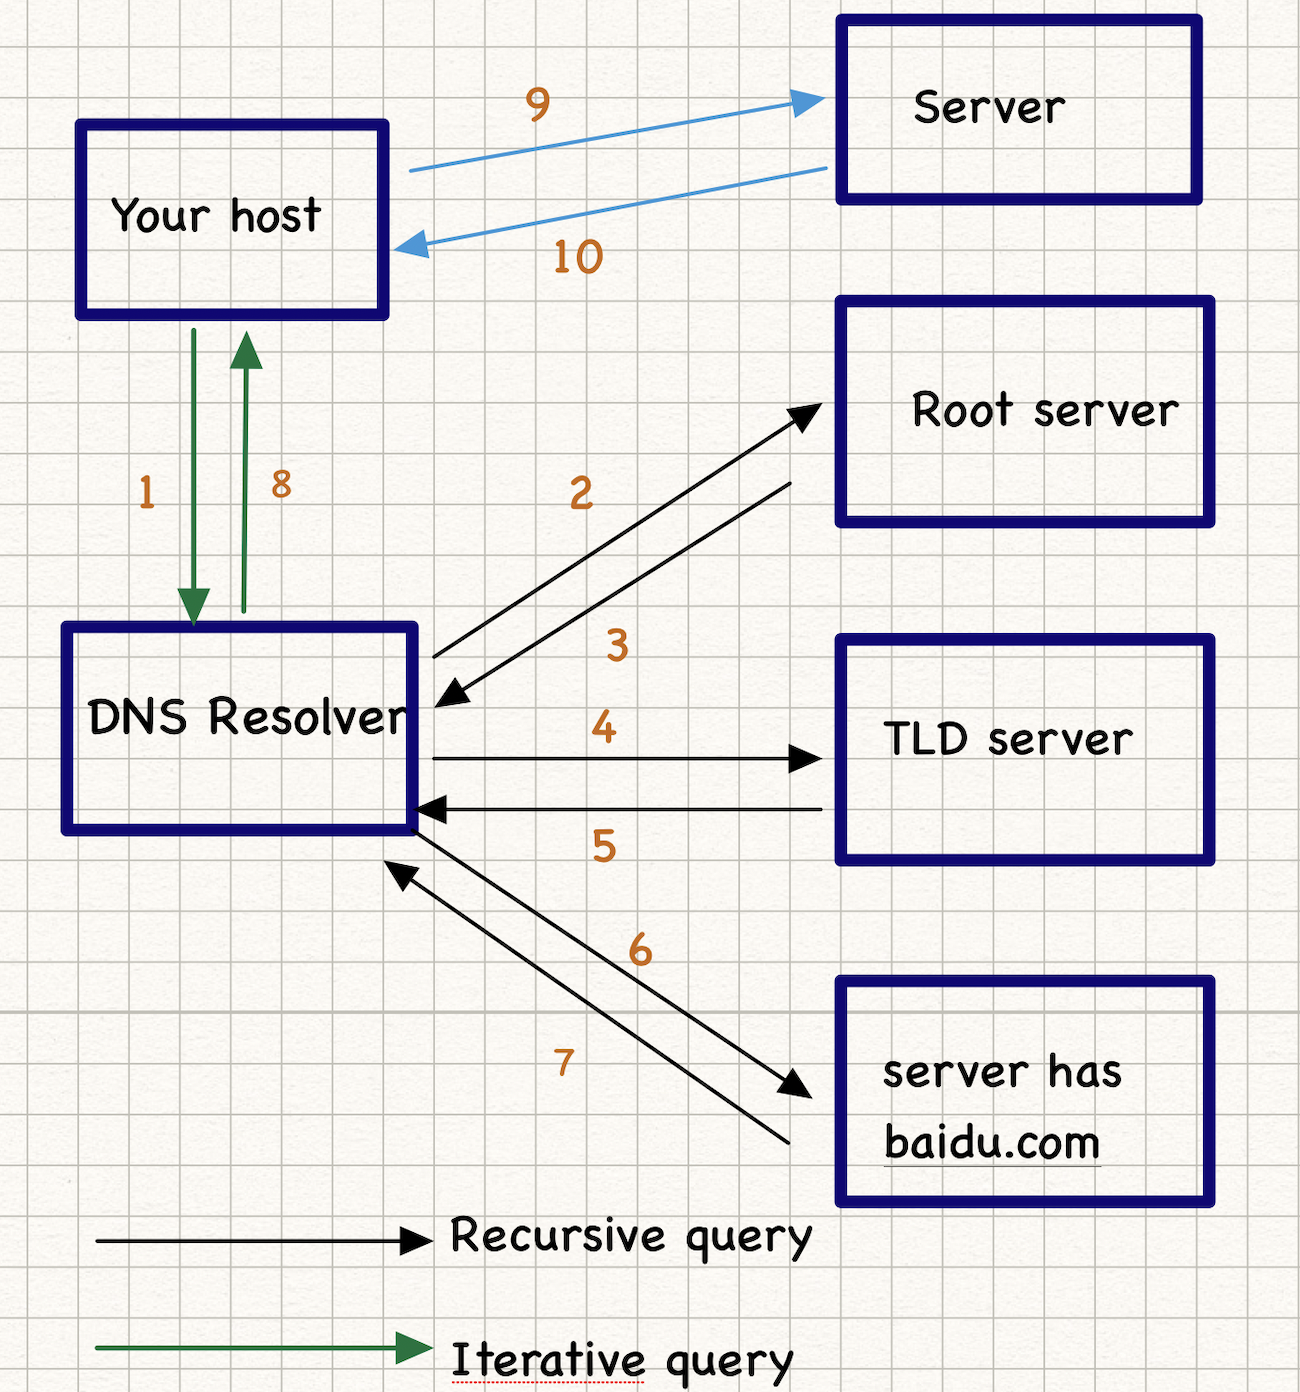 Server
9
Your host
10
Root server
1
8
2
3
DNS Resolver
4
TLD server
5
6
7
server has
baidu.com
Recursive query
Iterative query